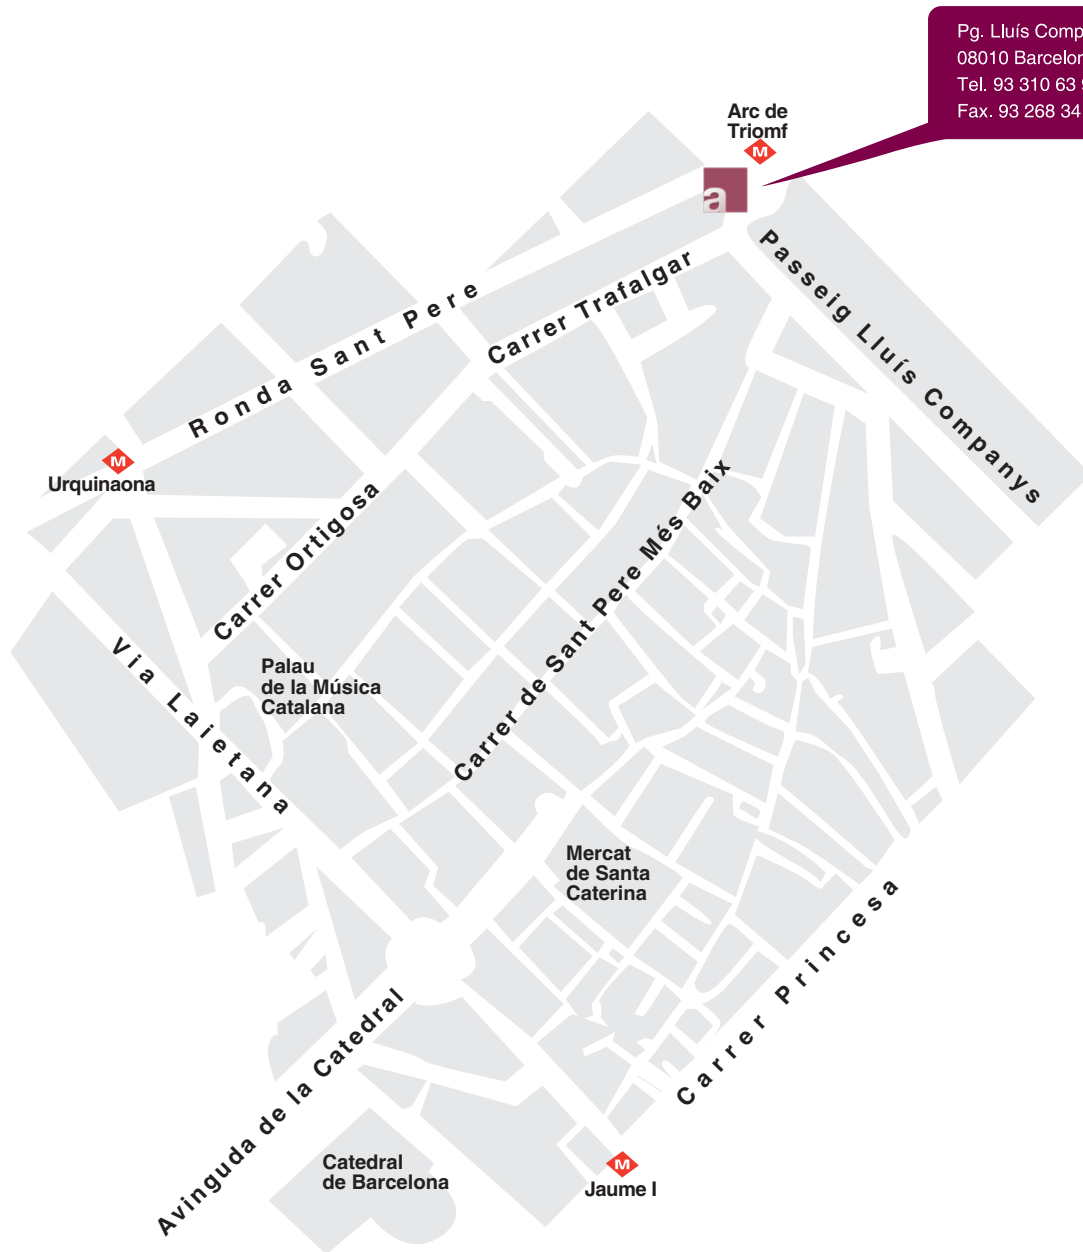 Pg. Lluís Comp
08010 Barcelon
Tel. 93 310 63
Fax. 93 268 34
Arc de
Triomf
M
a
Passeig Lluís Companys
Carrer Trafalgar
Ronda Sant Pere
M
Urquinaona
Carrer Ortigosa
Carrer de Sant Pere Més Baix
Via Laietana
Palau
de la Música
Catalana
Mercat
de Santa
Caterina
Carrer Princesa
Avinguda de la Catedral
Catedral
de Barcelona
M
Jaume I